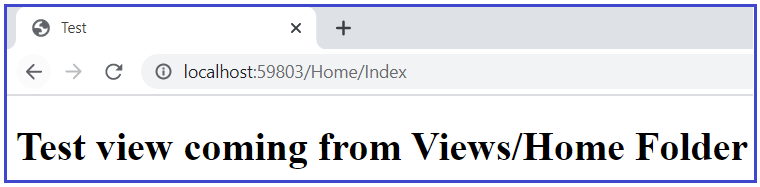 Test
localhost:59803/Home/Index
Test view coming from Views/Home Folder